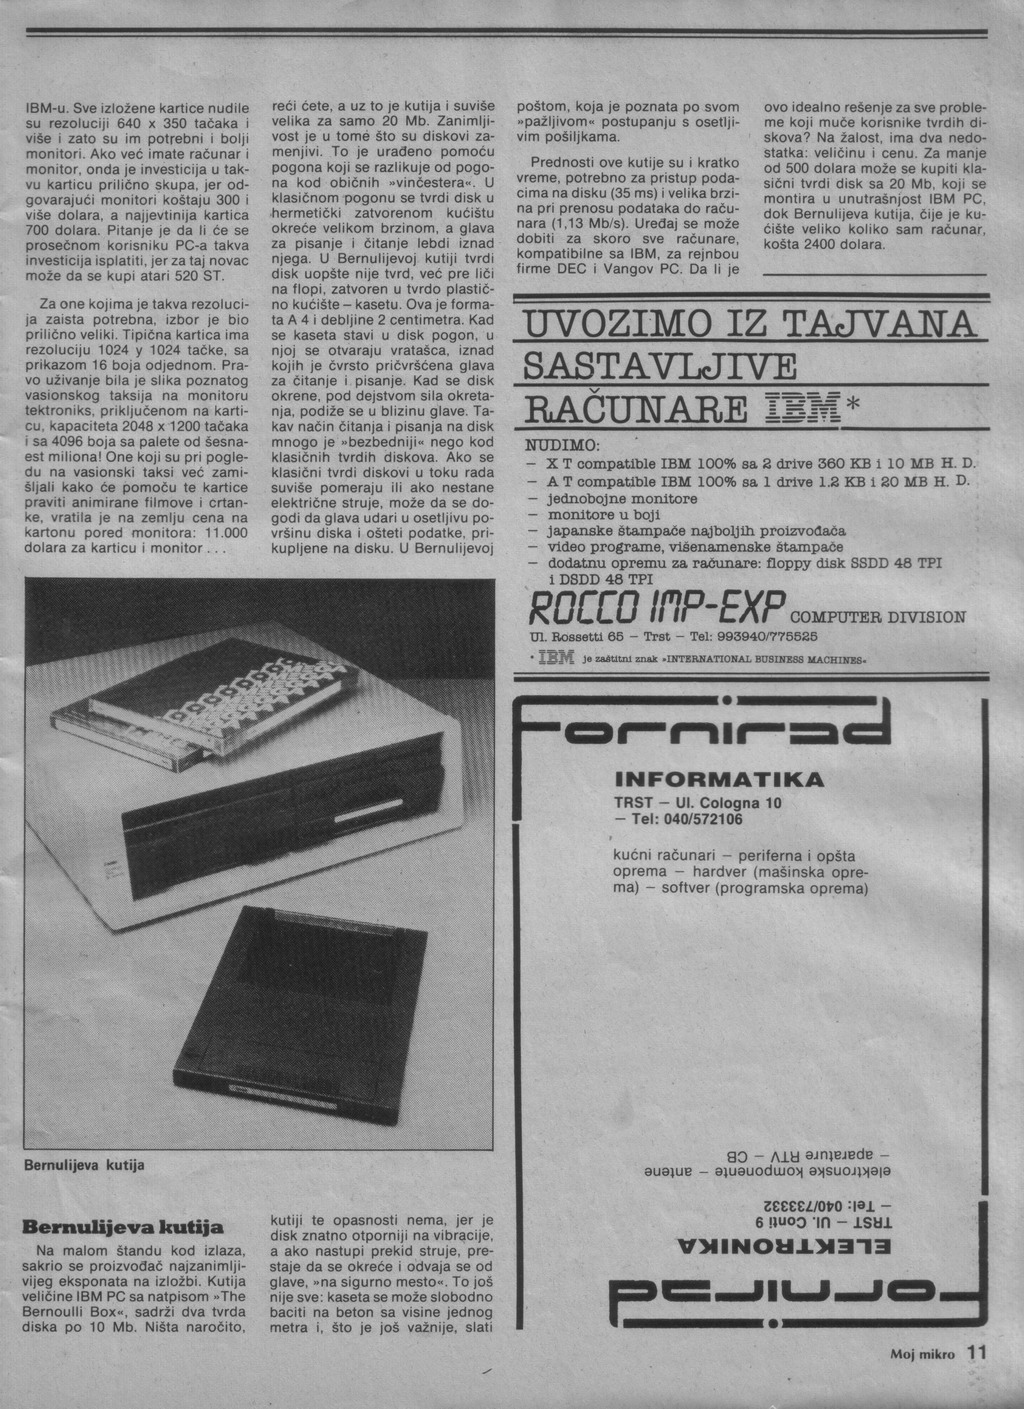 IBM-u. Sve izložene kartice nudile
su rezoluciji 640 x 350 tačaka i
više i zato su im potrebni i bolji
monitori. Ako već imate računar i
monitor, onda je investicija u tak-
vu karticu prilično skupa, jer od-
govarajući monitori koštaju 300 i
više dolara, a najjevtinija kartica
700 dolara. Pitanje je da li će se
prosečnom korisniku PC-a takva
investicija isplatiti, jer za taj novac
može da se kupi atari 520 ST.
Za one kojima je takva rezoluci-
ja zaista potrebna, izbor je bio
prilično veliki. Tipična kartica ima
rezoluciju 1024 y 1024 tačke, sa
prikazom 16 boja odjednom. Pra-
vo uživanje bila je slika poznatog
vasionskog taksija na monitoru
tektroniks, priključenom na karti-
cu, kapaciteta 2048 x 1200 tačaka
i sa 4096 boja sa palete od šesna-
est miliona! One koji su pri pogle-
du na vasionski taksi već zami-
šljali kako će pomoću te kartice
praviti animirane filmove i crtan-
ke, vratila je na zemlju cena na
kartonu pored monitora: 11.000
dolara za karticu i monitor . . .
Bernulijeva kutija
Bernulijeva kutija
Na malom štandu kod izlaza,
sakrio se proizvođač najzanimlji-
vijeg eksponata na izložbi. Kutija
veličine IBM PC sa natpisom »The
Bernoulli Box«, sadrži dva tvrda
diska po 10 Mb. Ništa naročito,
reći ćete, a uz to je kutija i suviše
velika za samo 20 Mb. Zanimlji-
vost je u tome što su diskovi za-
menjivi. To je urađeno pomoću
pogona koji se razlikuje od pogo-
na kod običnih »vinčestera«. U
klasičnom pogonu se tvrdi disk u
hermetički zatvorenom kućištu
okreće velikom brzinom, a glava
za pisanje i čitanje lebdi iznad
njega. U Bernulijevoj kutiji tvrdi
disk uopšte nije tvrd, već pre liči
na flopi, zatvoren u tvrdo plastič-
no kućište – kasetu. Ova je forma-
ta A 4 i debljine 2 centimetra. Kad
se kaseta stavi u disk pogon, u
njoj se otvaraju vratašca, iznad
kojih je čvrsto pričvršćena glava
za čitanje i pisanje. Kad se disk
okrene, pod dejstvom sila okreta-
nja, podiže se u blizinu glave. Ta-
kav način čitanja i pisanja na disk
mnogo je »bezbedniji« nego kod
klasičnih tvrdih diskova. Ako se
klasični tvrdi diskovi u toku rada
suviše pomeraju ili ako nestane
električne struje, može da se do-
godi da glava udari u osetljivu po-
vršinu diska i ošteti podatke, pri-
kupljene na disku. U Bernulijevoj
kutiji te opasnosti nema, jer je
disk znatno otporniji na vibracije,
a ako nastupi prekid struje, pre-
staje da se okreće i odvaja se od
glave, »na sigurno mesto«. To još
nije sve: kaseta se može slobodno
baciti na beton sa visine jednog
metra i, što je još važnije, slati
poštom, koja je poznata po svom
»pažljivom« postupanju s osetlji-
vim pošiljkama.
Prednosti ove kutije su i kratko
vreme, potrebno za pristup poda-
cima na disku (35 ms) i velika brzi-
na pri prenosu podataka do raču-
nara (1,13 Mb/s). Uređaj se može
dobiti za skoro sve računare,
kompatibilne sa IBM, za rejnbou
firme DEC i Vangov PC. Da li je
ovo idealno rešenje za sve proble-
me koji muče korisnike tvrdih di-
skova? Na žalost, ima dva nedo-
statka: veličinu i cenu. Za manje
od 500 dolara može se kupiti kla-
sični tvrdi disk sa 20 Mb, koji se
montira u unutrašnjost IBM PC,
dok Bernulijeva kutija, čije je ku-
ćište veliko koliko sam računar,
košta 2400 dolara.
UVOZIMO IZ TAJVANA
SASTAVLJIVE
RAČUNARE IBM*
NUDIMO:
– X T compatible IBM 100% sa 2 drive 360 KB i 10 MB H. D.
– A T compatible IBM 100% sa 1 drive 1.2 KB i 20 MB H. D.
– jednobojne monitore
– monitore u boji
– japanske štampače najboljih proizvođača
– video programe, višenamenske štampače
– dodatnu opremu za računare: floppy disk SSDD 48 TPI
i DSDD 48 TPI
ROCCO IMP-EXP COMPUTER DIVISION
Ul. Rossetti 65 – Trst – Tel: 993940/775525
* IBM je zaštitni znak »INTERNATIONAL BUSINESS MACHINES«
Fornirad
INFORMATIKA
TRST – Ul. Cologna 10
– Tel: 040/572106
kućni računari – periferna i opšta
oprema – hardver (mašinska opre-
ma) – softver (programska oprema)
Fornirad
ELEKTRONIKA
TRST – Ul. Conti 9
– Tel: 040/733332
elektronske komponente – antene
– aparature RTV – CB
Moj mikro 11